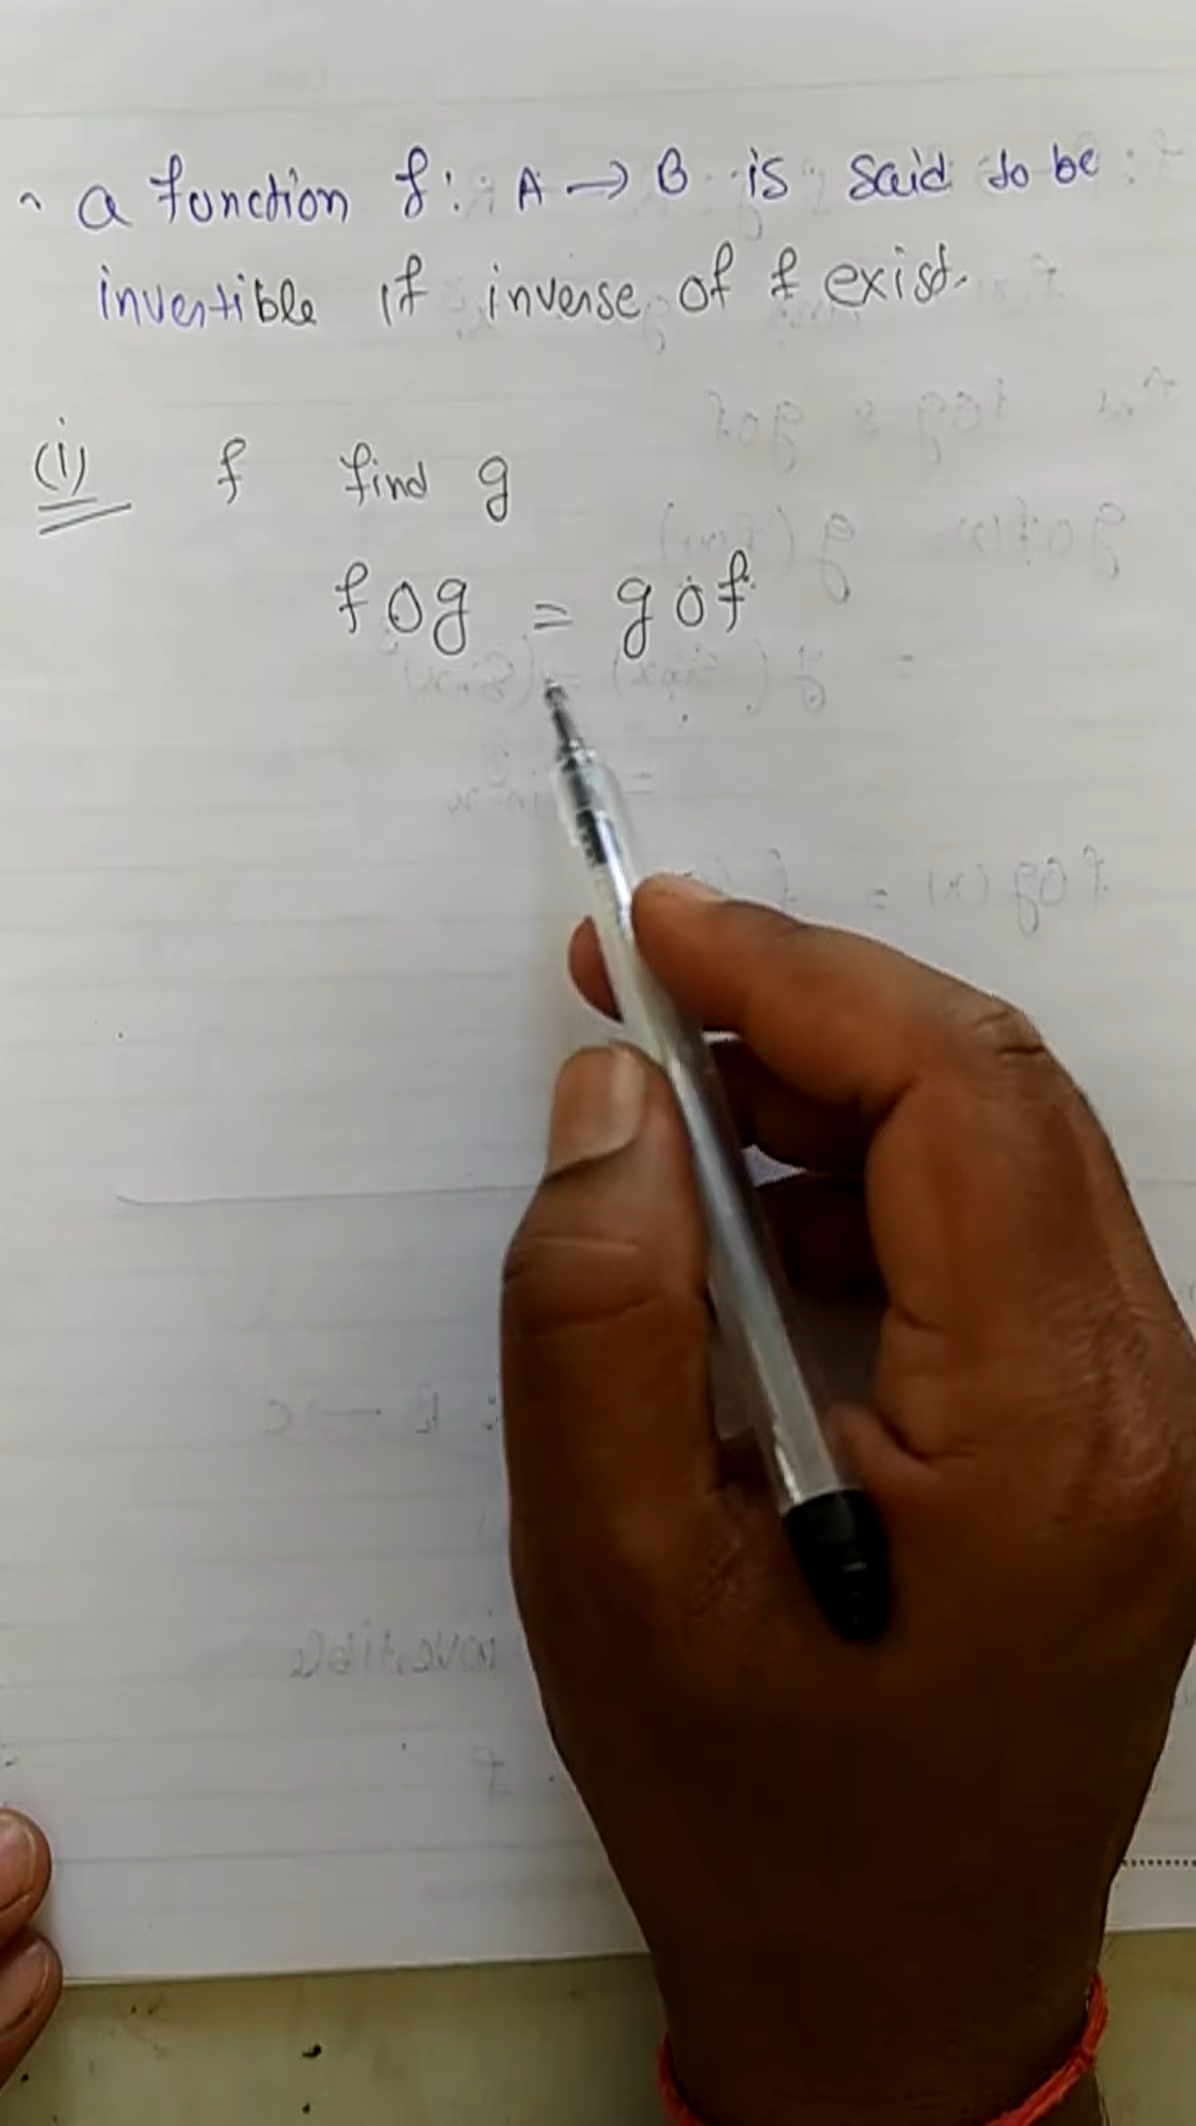 a function f: A → B is said to be
invertible if inverse of f exist.
(i) f find g
fog = gof